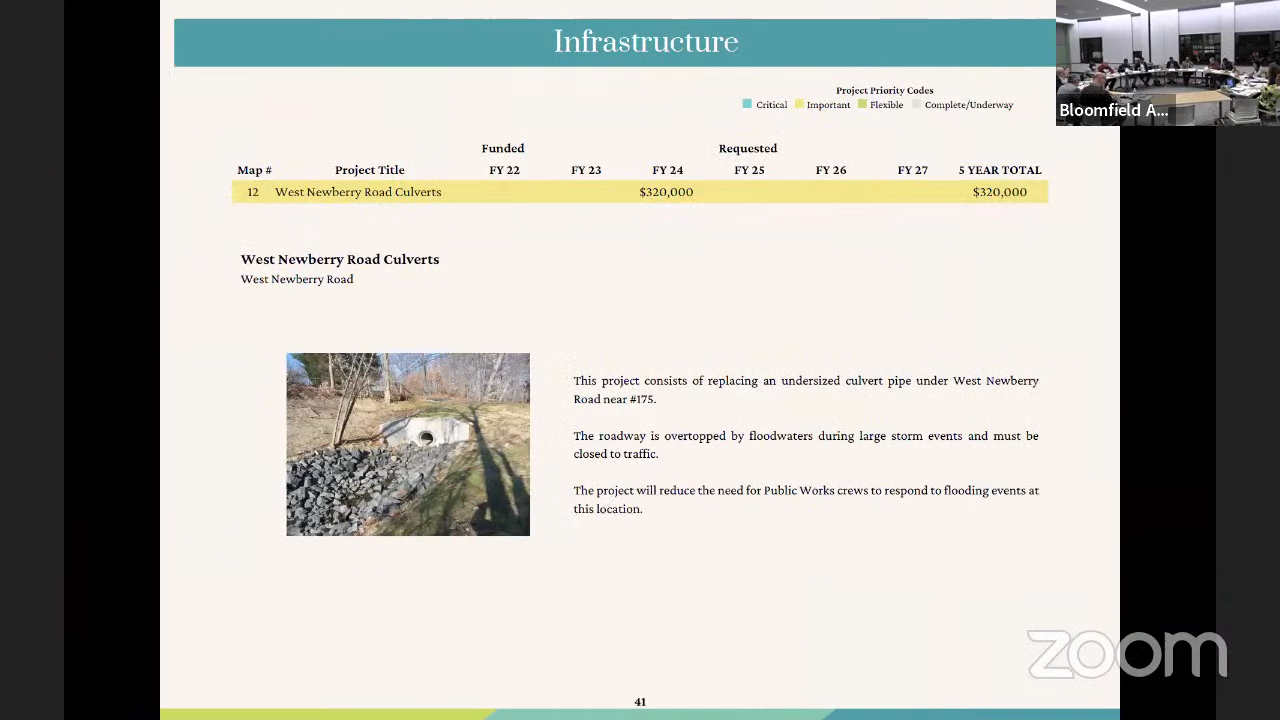 Infrastructure
Bloomfield A...
Project Priority Codes
Critical Important Flexible Complete/Underway
Funded Requested
Map # Project Title FY 22 FY 23 FY 24 FY 25 FY 26 FY 27 5 YEAR TOTAL
12 West Newberry Road Culverts $320,000 $320,000
West Newberry Road Culverts
West Newberry Road
This project consists of replacing an undersized culvert pipe under West Newberry
Road near #175.
The roadway is overtopped by floodwaters during large storm events and must be
closed to traffic.
The project will reduce the need for Public Works crews to respond to flooding events at
this location.
zoom
41